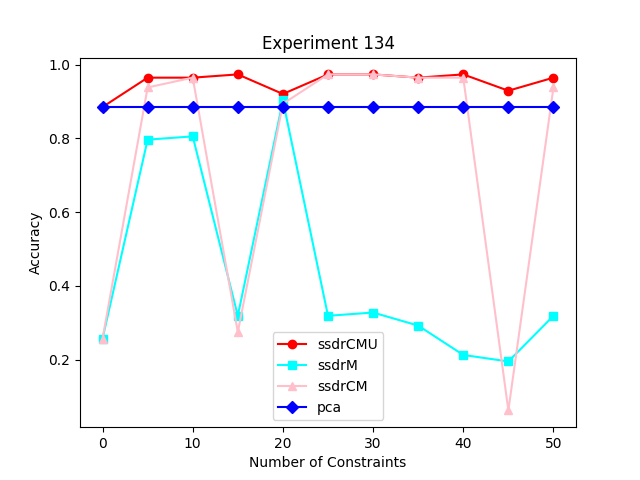 Experiment 134
Accuracy
1.0
0.8
0.6
0.4
0.2
ssdrCMU
ssdrM
ssdrCM
pca
0 10 20 30 40 50
Number of Constraints